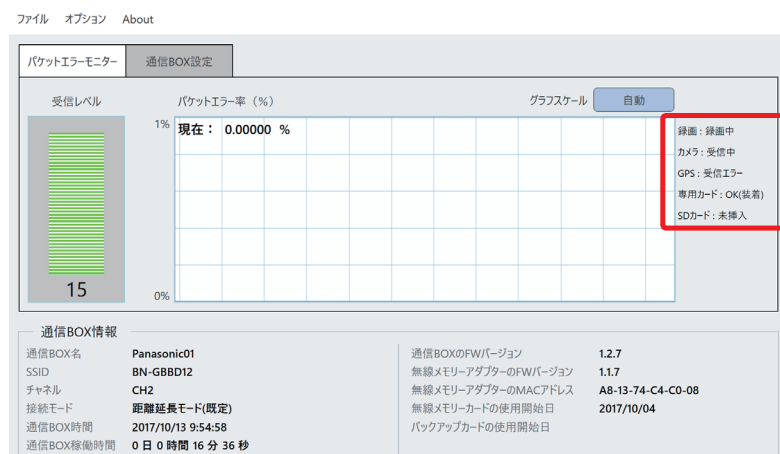 ファイル オプション About
パケットエラーモニター 通信BOX設定
受信レベル パケットエラー率 (%) グラフスケール 自動
1% 現在： 0.00000 %
録画 : 録画中
カメラ : 受信中
GPS : 受信エラー
専用カード : OK(装着)
SDカード : 未挿入
15
0%
通信BOX情報
通信BOX名 Panasonic01
SSID BN-GBBD12
チャネル CH2
接続モード 距離延長モード(既定)
通信BOX時間 2017/10/13 9:54:58
通信BOX稼働時間 0 日 0 時間 16 分 36 秒
通信BOXのFWバージョン 1.2.7
無線メモリーアダプターのFWバージョン 1.1.7
無線メモリーアダプターのMACアドレス A8-13-74-C4-C0-08
無線メモリーカードの使用開始日 2017/10/04
バックアップカードの使用開始日